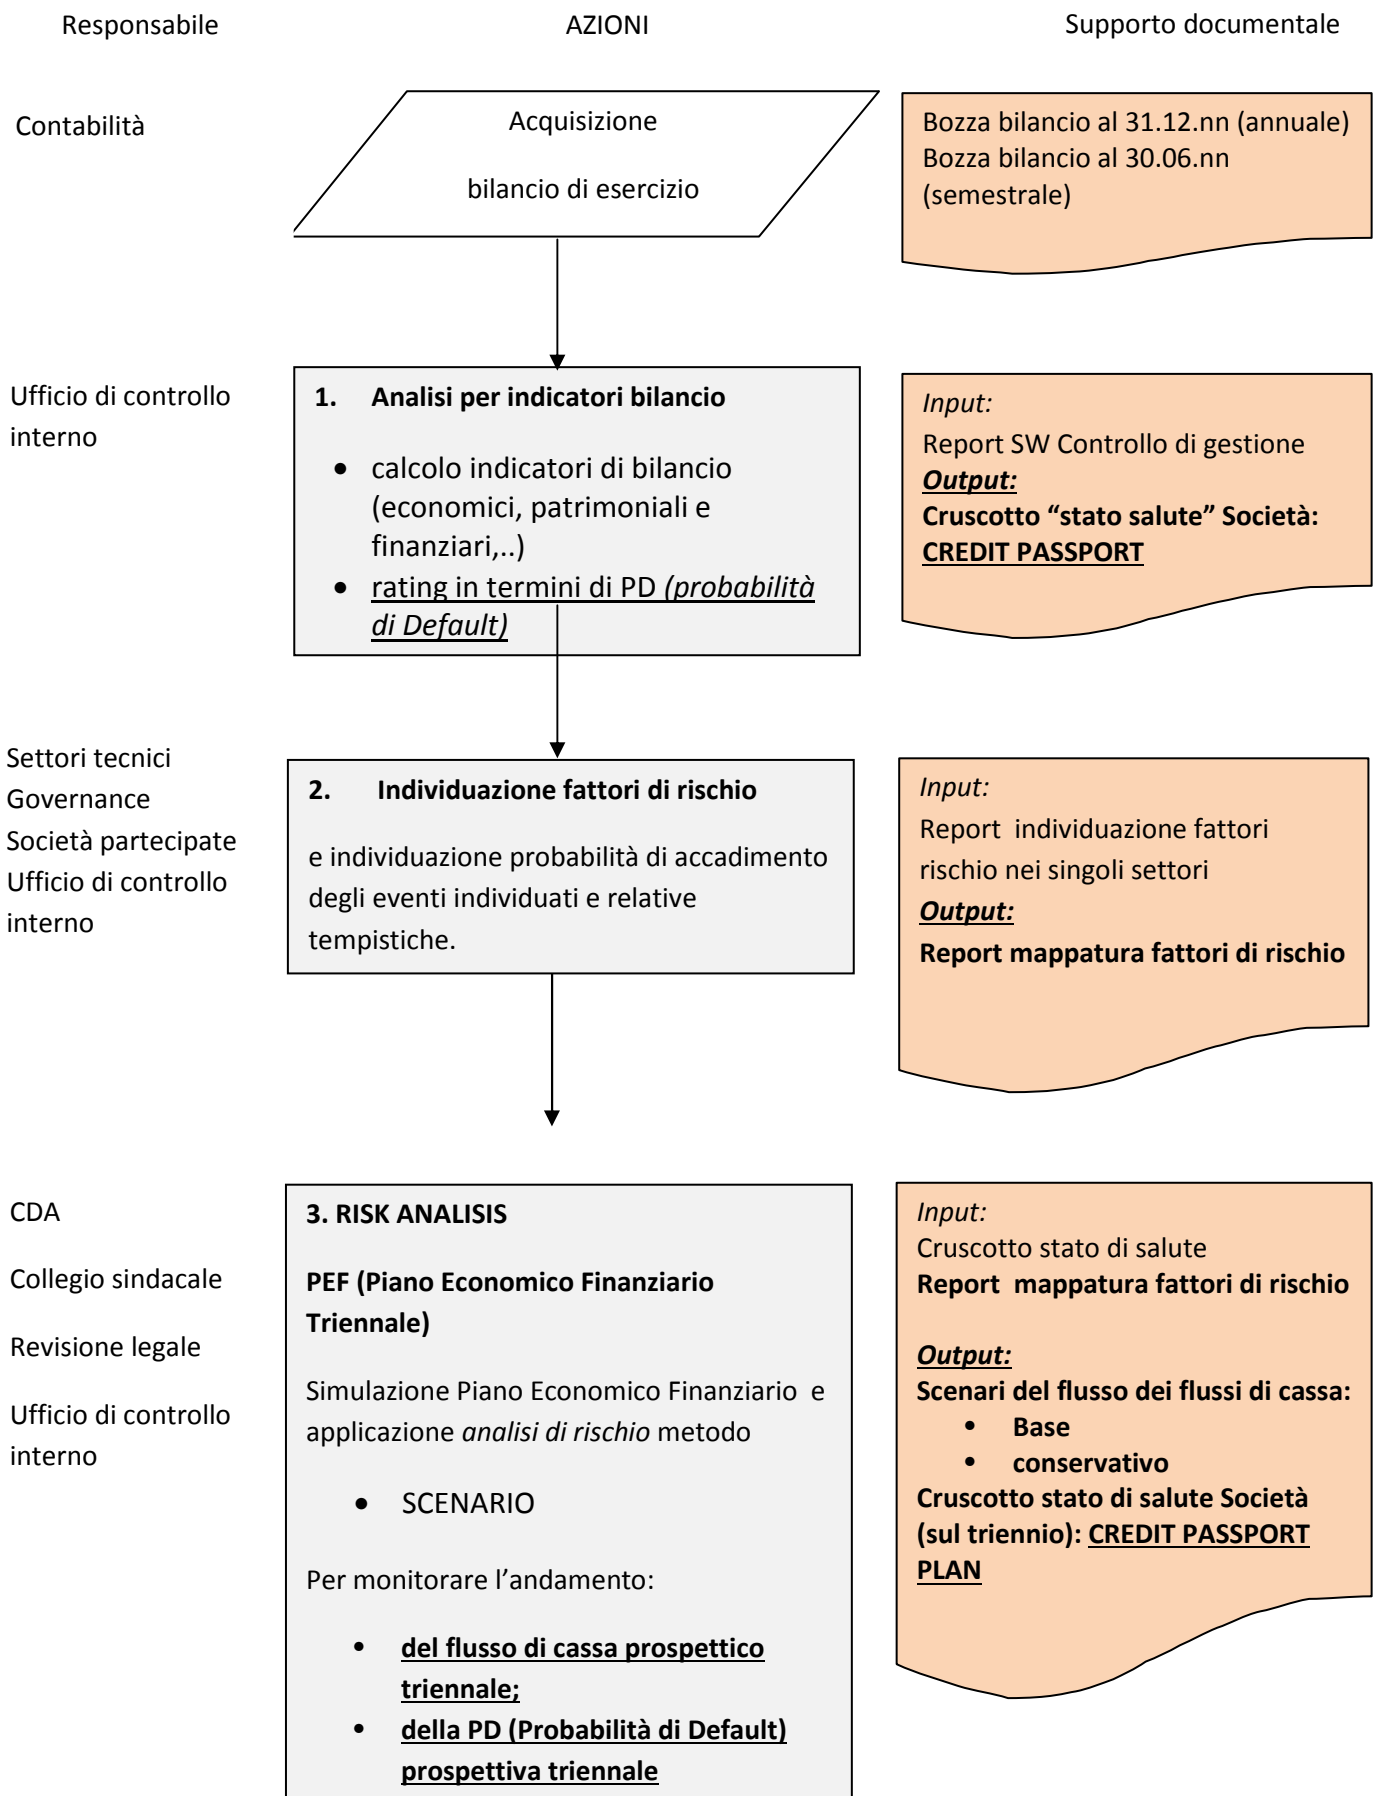 Responsabile
AZIONI
Supporto documentale
Contabilità
Acquisizione
bilancio di esercizio
Bozza bilancio al 31.12.nn (annuale)
Bozza bilancio al 30.06.nn
(semestrale)
Ufficio di controllo
interno
1. Analisi per indicatori bilancio
• calcolo indicatori di bilancio
(economici, patrimoniali e
finanziari,..)
• rating in termini di PD (probabilità
di Default)
Input:
Report SW Controllo di gestione
Output:
Cruscotto “stato salute” Società:
CREDIT PASSPORT
Settori tecnici
Governance
Società partecipate
Ufficio di controllo
interno
2. Individuazione fattori di rischio
e individuazione probabilità di accadimento
degli eventi individuati e relative
tempistiche.
Input:
Report individuazione fattori
rischio nei singoli settori
Output:
Report mappatura fattori di rischio
CDA
Collegio sindacale
Revisione legale
Ufficio di controllo
interno
3. RISK ANALISIS
PEF (Piano Economico Finanziario
Triennale)
Simulazione Piano Economico Finanziario e
applicazione analisi di rischio metodo
• SCENARIO
Per monitorare l’andamento:
• del flusso di cassa prospettico
triennale;
• della PD (Probabilità di Default)
prospettiva triennale
Input:
Cruscotto stato di salute
Report mappatura fattori di rischio
Output:
Scenari del flusso dei flussi di cassa:
• Base
• conservativo
Cruscotto stato di salute Società
(sul triennio): CREDIT PASSPORT
PLAN